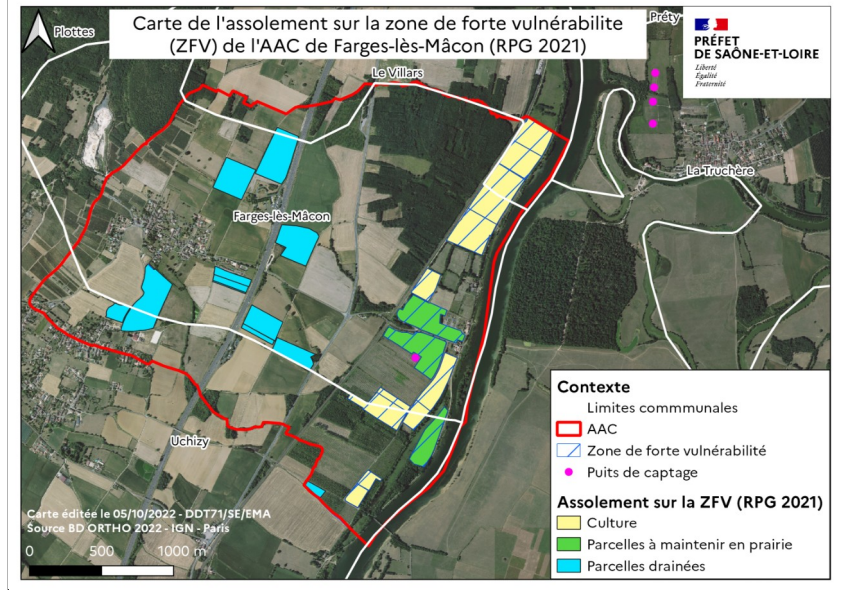 Carte de l'assolement sur la zone de forte vulnérabilite
(ZFV) de l'AAC de Farges-lès-Mâcon (RPG 2021)
Plottes
Préty
PRÉFET
DE SAÔNE-ET-LOIRE
Liberté
Égalité
Fraternité
Le Villars
La Truchère
Farges-lès-Mâcon
Uchizy
Contexte
Limites commmunales
AAC
Zone de forte vulnérabilité
Puits de captage
Assolement sur la ZFV (RPG 2021)
Culture
Parcelles à maintenir en prairie
Parcelles drainées
Carte éditée le 05/10/2022 - DDT71/SE/EMA
Source BD ORTHO 2022 - IGN - Paris
0 500 1000 m